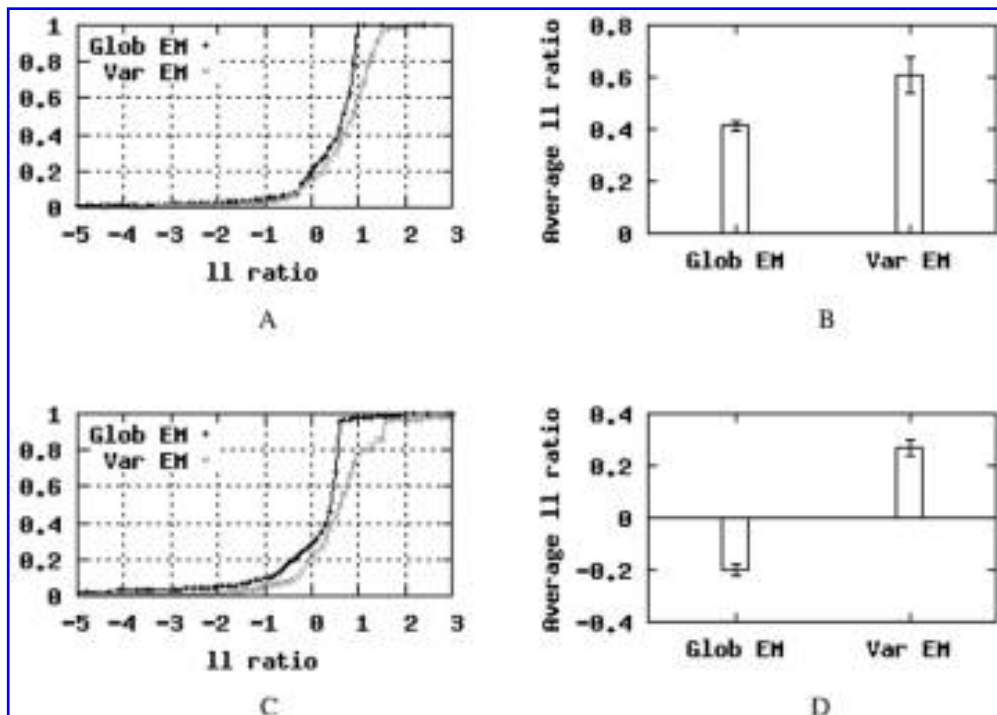 1
Glob EM
0.8
Var EM
0.6
0.4
0.2
0
-5 -4 -3 -2 -1 0 1 2 3
ll ratio
A
Average ll ratio
0.8
0.6
0.4
0.2
0
Glob EM Var EM
B
1
Glob EM
0.8
Var EM
0.6
0.4
0.2
0
-5 -4 -3 -2 -1 0 1 2 3
ll ratio
C
Average ll ratio
0.4
0.2
0
-0.2
-0.4
Glob EM Var EM
D